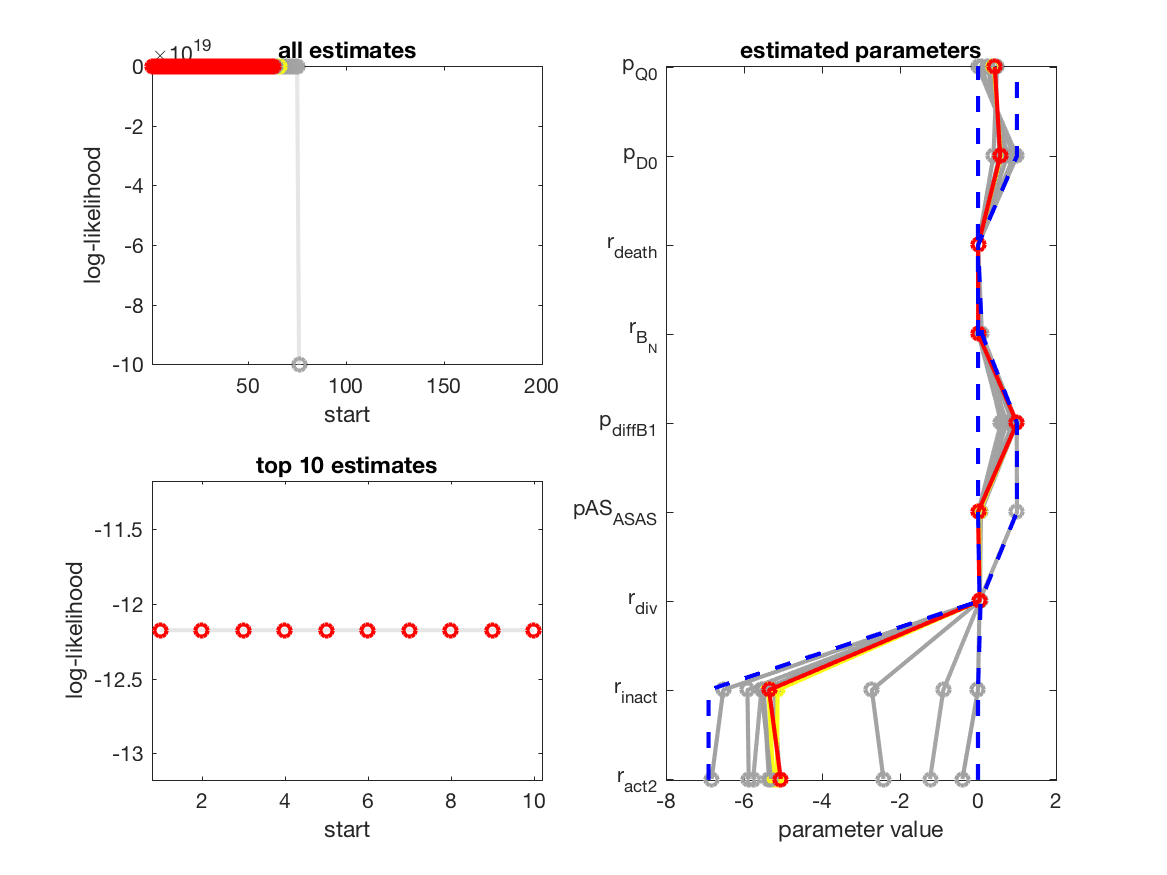 ×10^19
all estimates
0
-2
-4
-6
-8
-10
log-likelihood
50
100
150
200
start
top 10 estimates
-11.5
-12
-12.5
-13
log-likelihood
2
4
6
8
10
start
estimated parameters
p_Q0
p_D0
r_death
r_B_N
p_diffB1
pAS_ASAS
r_div
r_inact
r_act2
-8
-6
-4
-2
0
2
parameter value